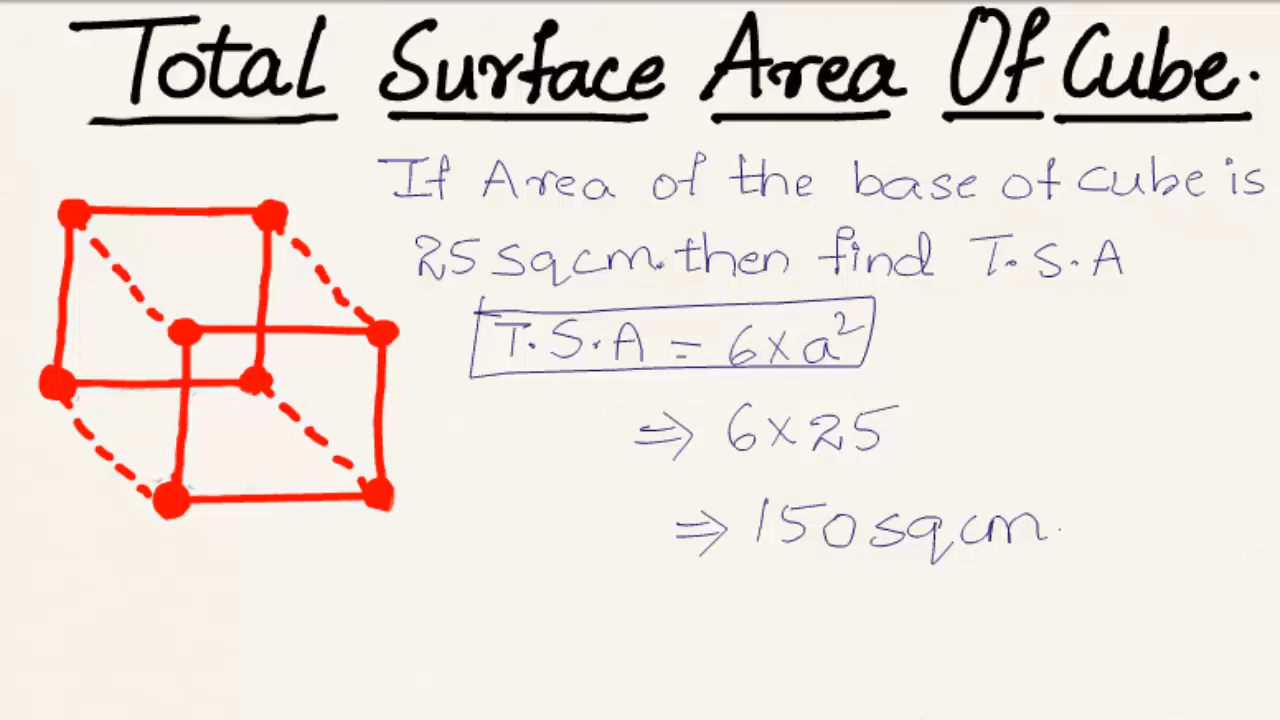 Total Surface Area Of Cube.
If Area of the base of cube is
25 sq cm. then find T.S.A
T.S.A = 6 × a²
⇒ 6 × 25
⇒ 150 sq cm.